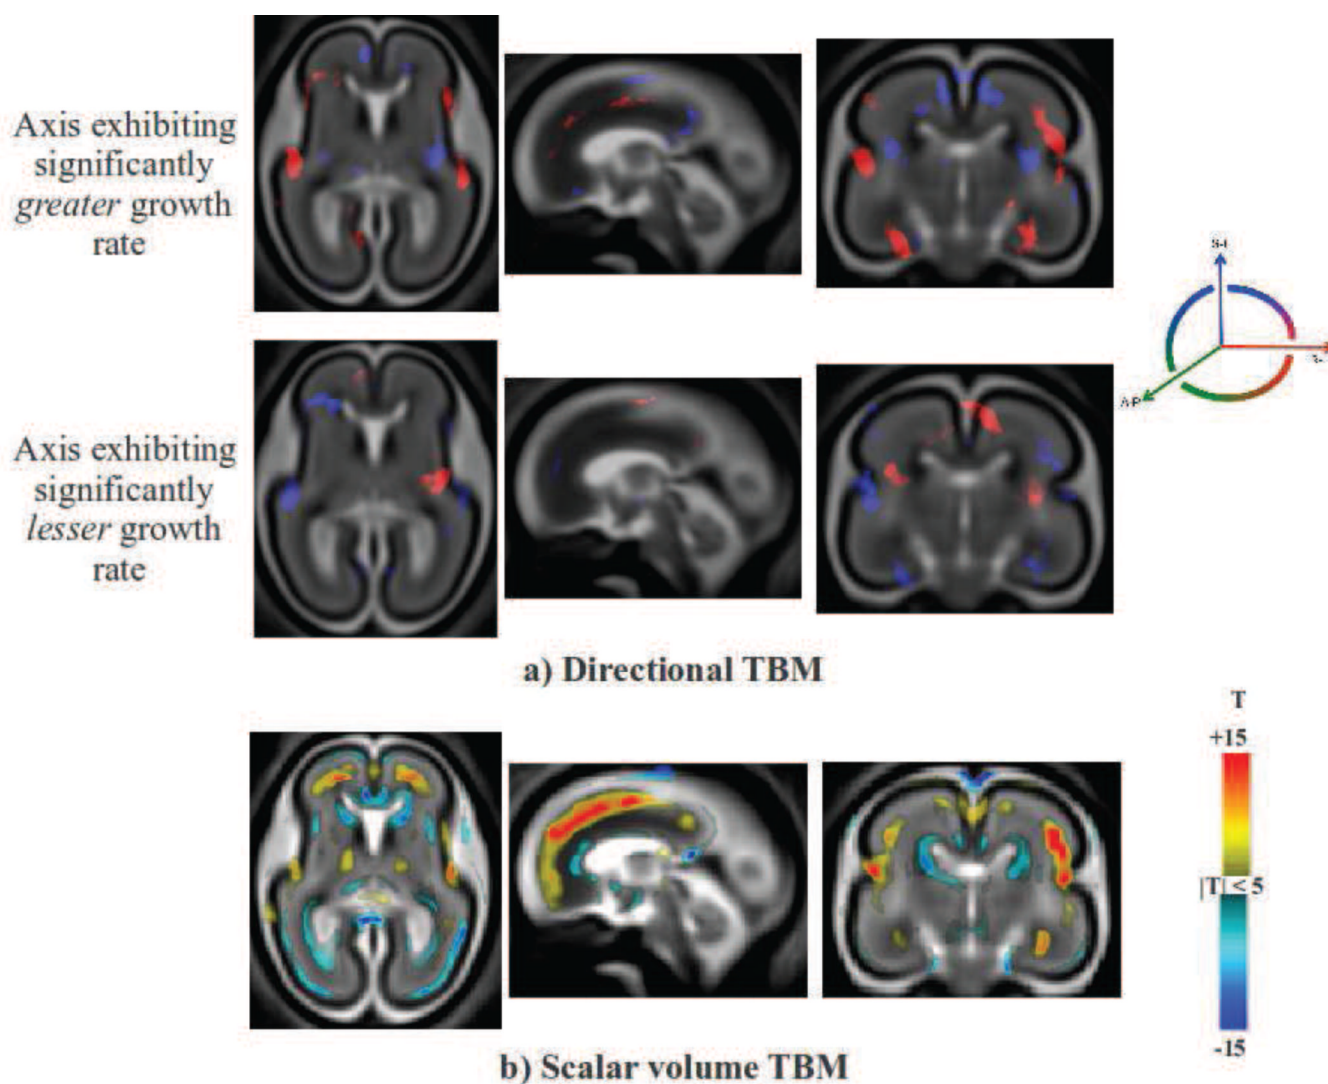 Axis exhibiting
significantly
greater growth
rate
S-I
A-P
Axis exhibiting
significantly
lesser growth
rate
a) Directional TBM
T
+15
|T| < 5
-15
b) Scalar volume TBM